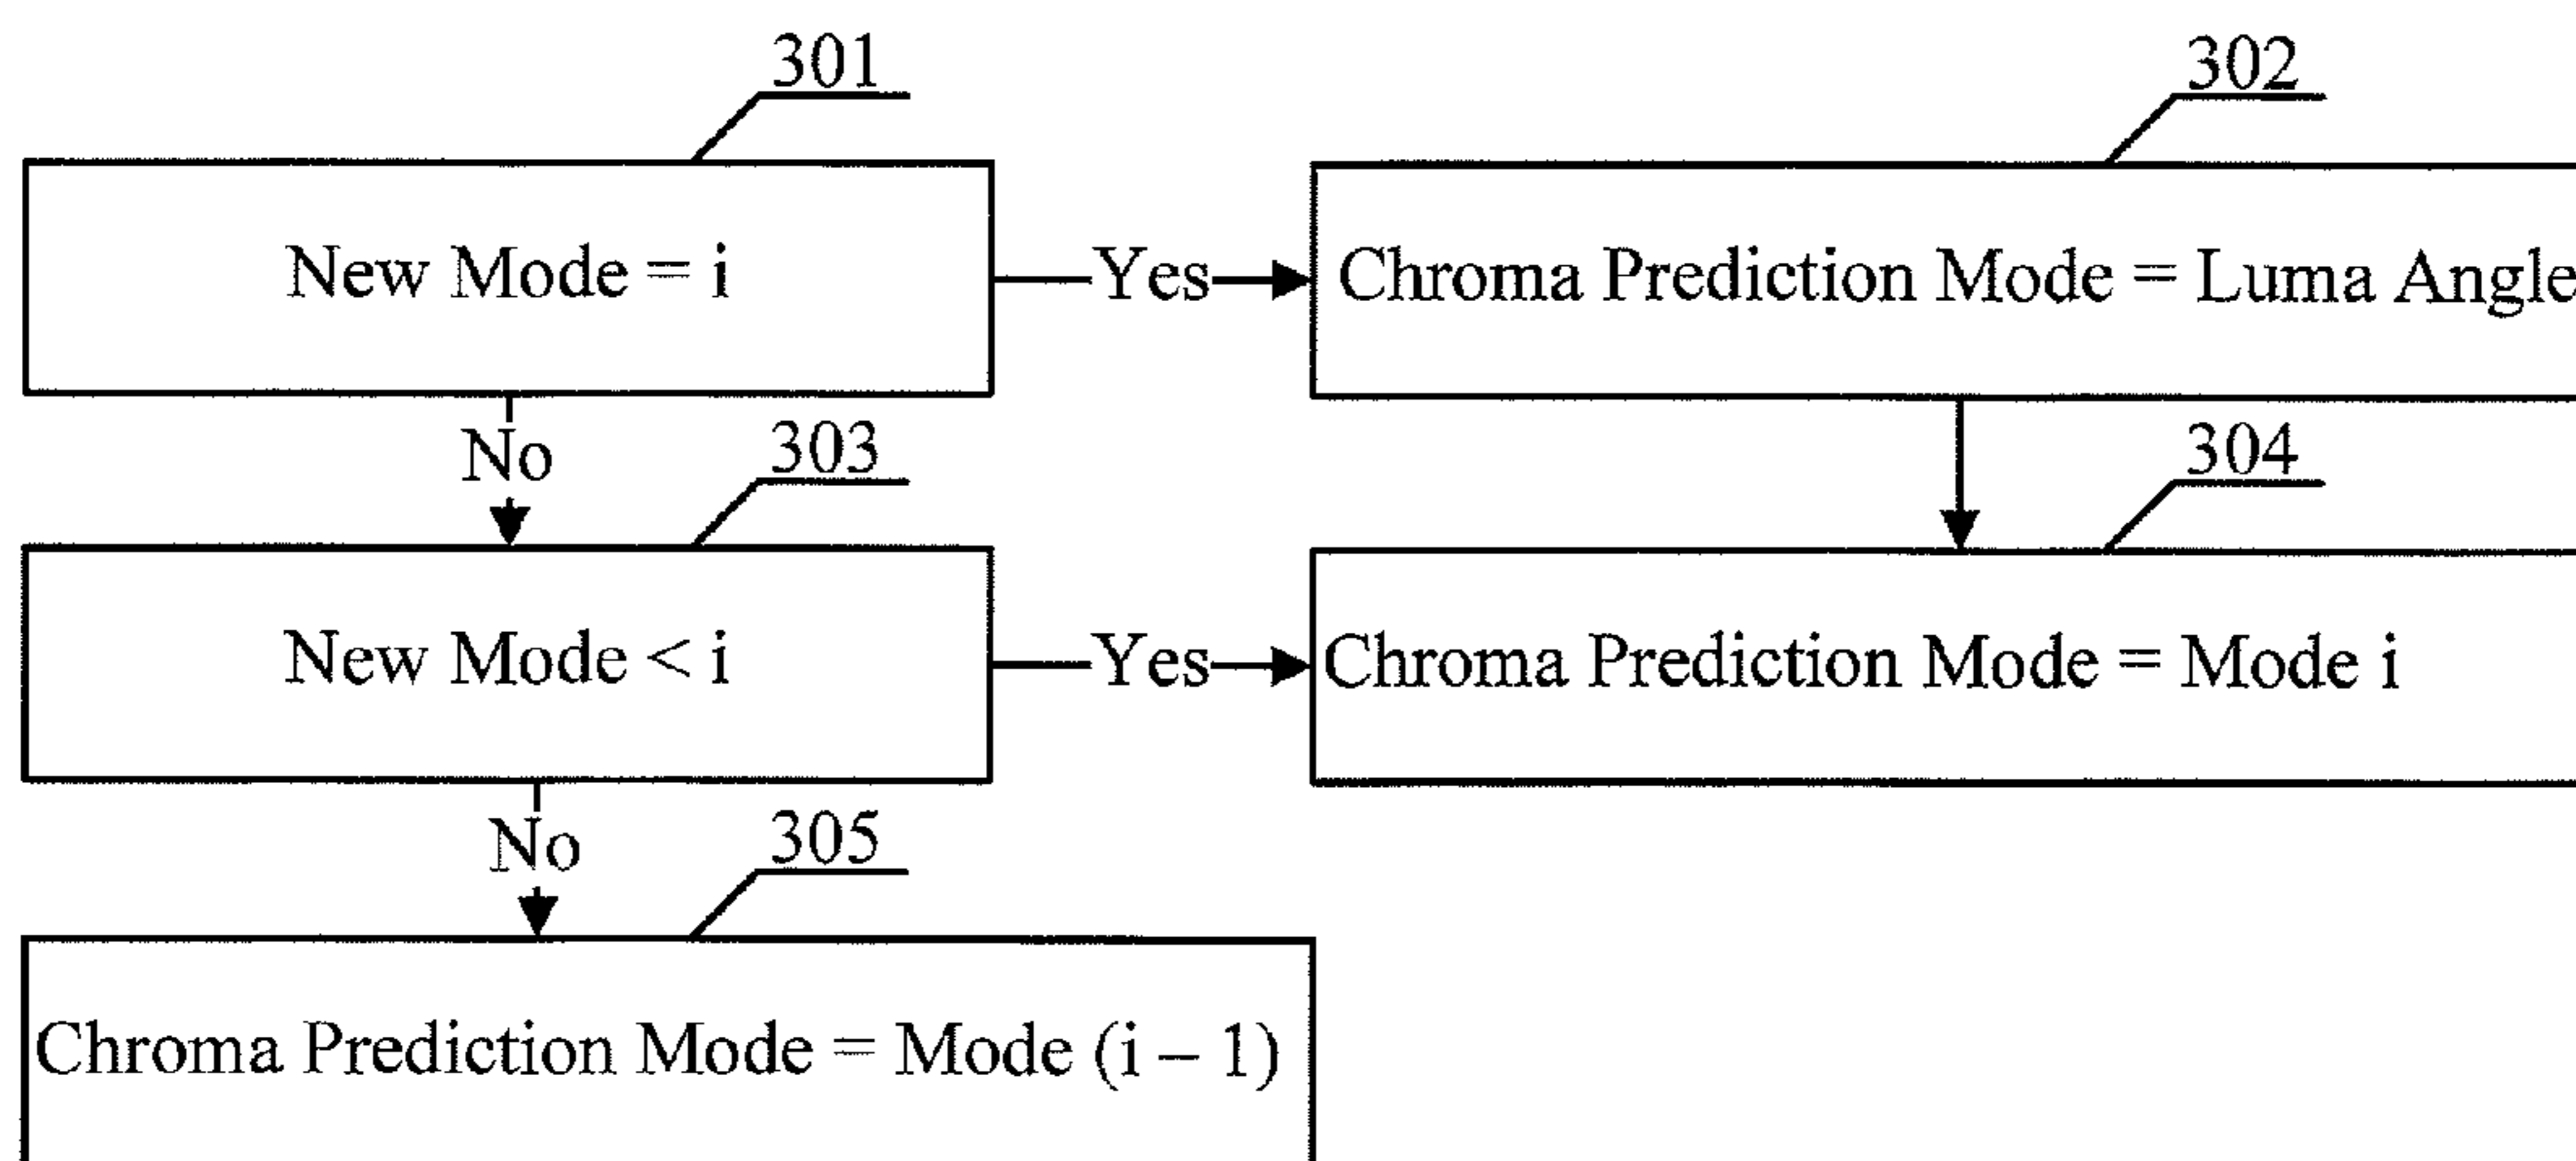 301
302
New Mode = i
Yes
Chroma Prediction Mode = Luma Angle
No
303
304
New Mode < i
Yes
Chroma Prediction Mode = Mode i
No
305
Chroma Prediction Mode = Mode (i – 1)